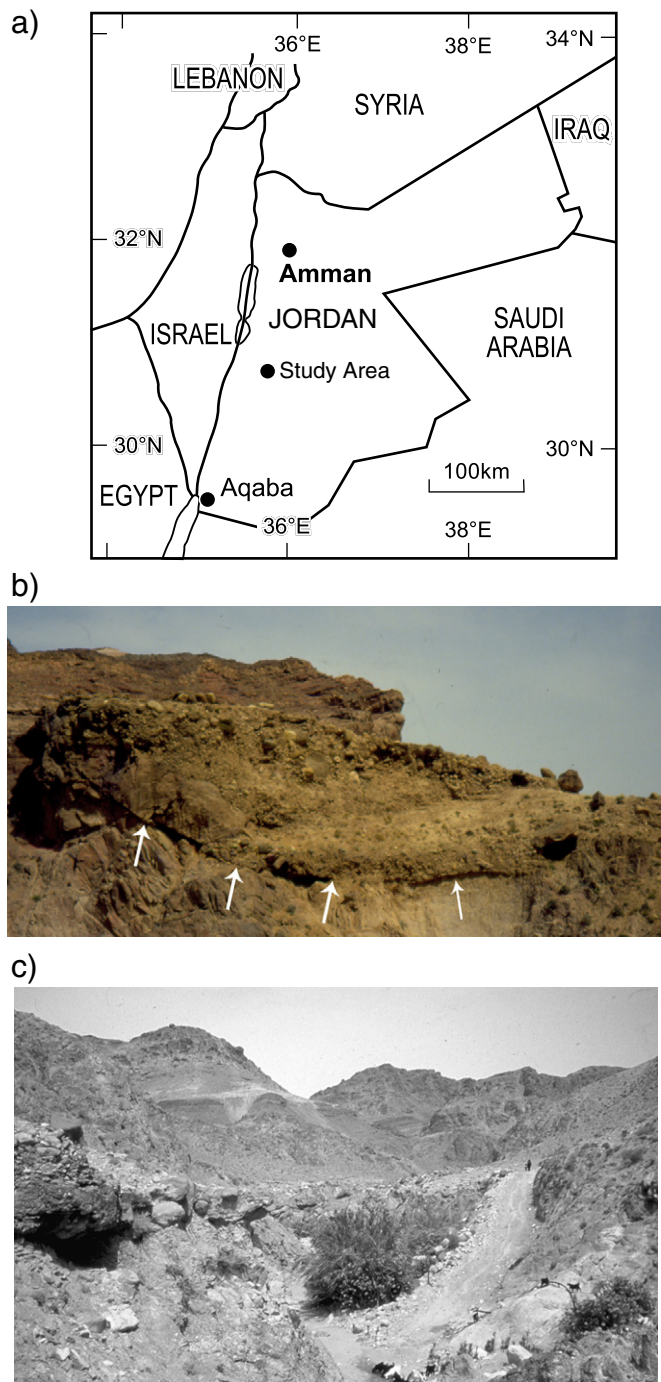 a)
36°E
38°E
34°N
LEBANON
SYRIA
IRAQ
32°N
Amman
ISRAEL
JORDAN
SAUDI
ARABIA
Study Area
30°N
30°N
100km
EGYPT
Aqaba
36°E
38°E
b)
c)